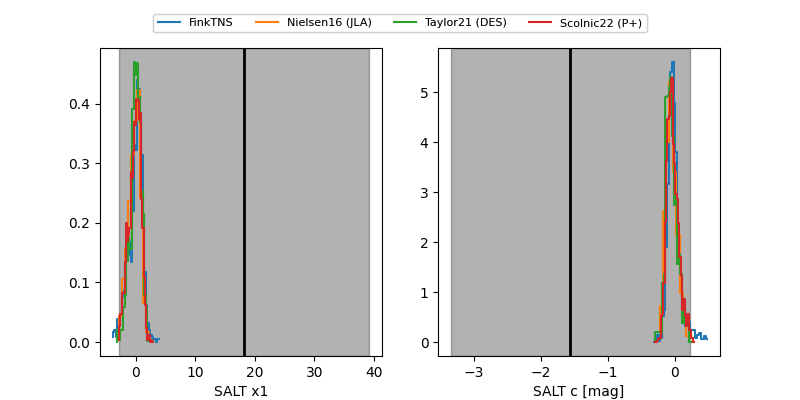 FinkTNS Nielsen16 (JLA) Taylor21 (DES) Scolnic22 (P+)
0.4
0.3
0.2
0.1
0.0
0 10 20 30 40
SALT x1
5
4
3
2
1
0
−3 −2 −1 0
SALT c [mag]